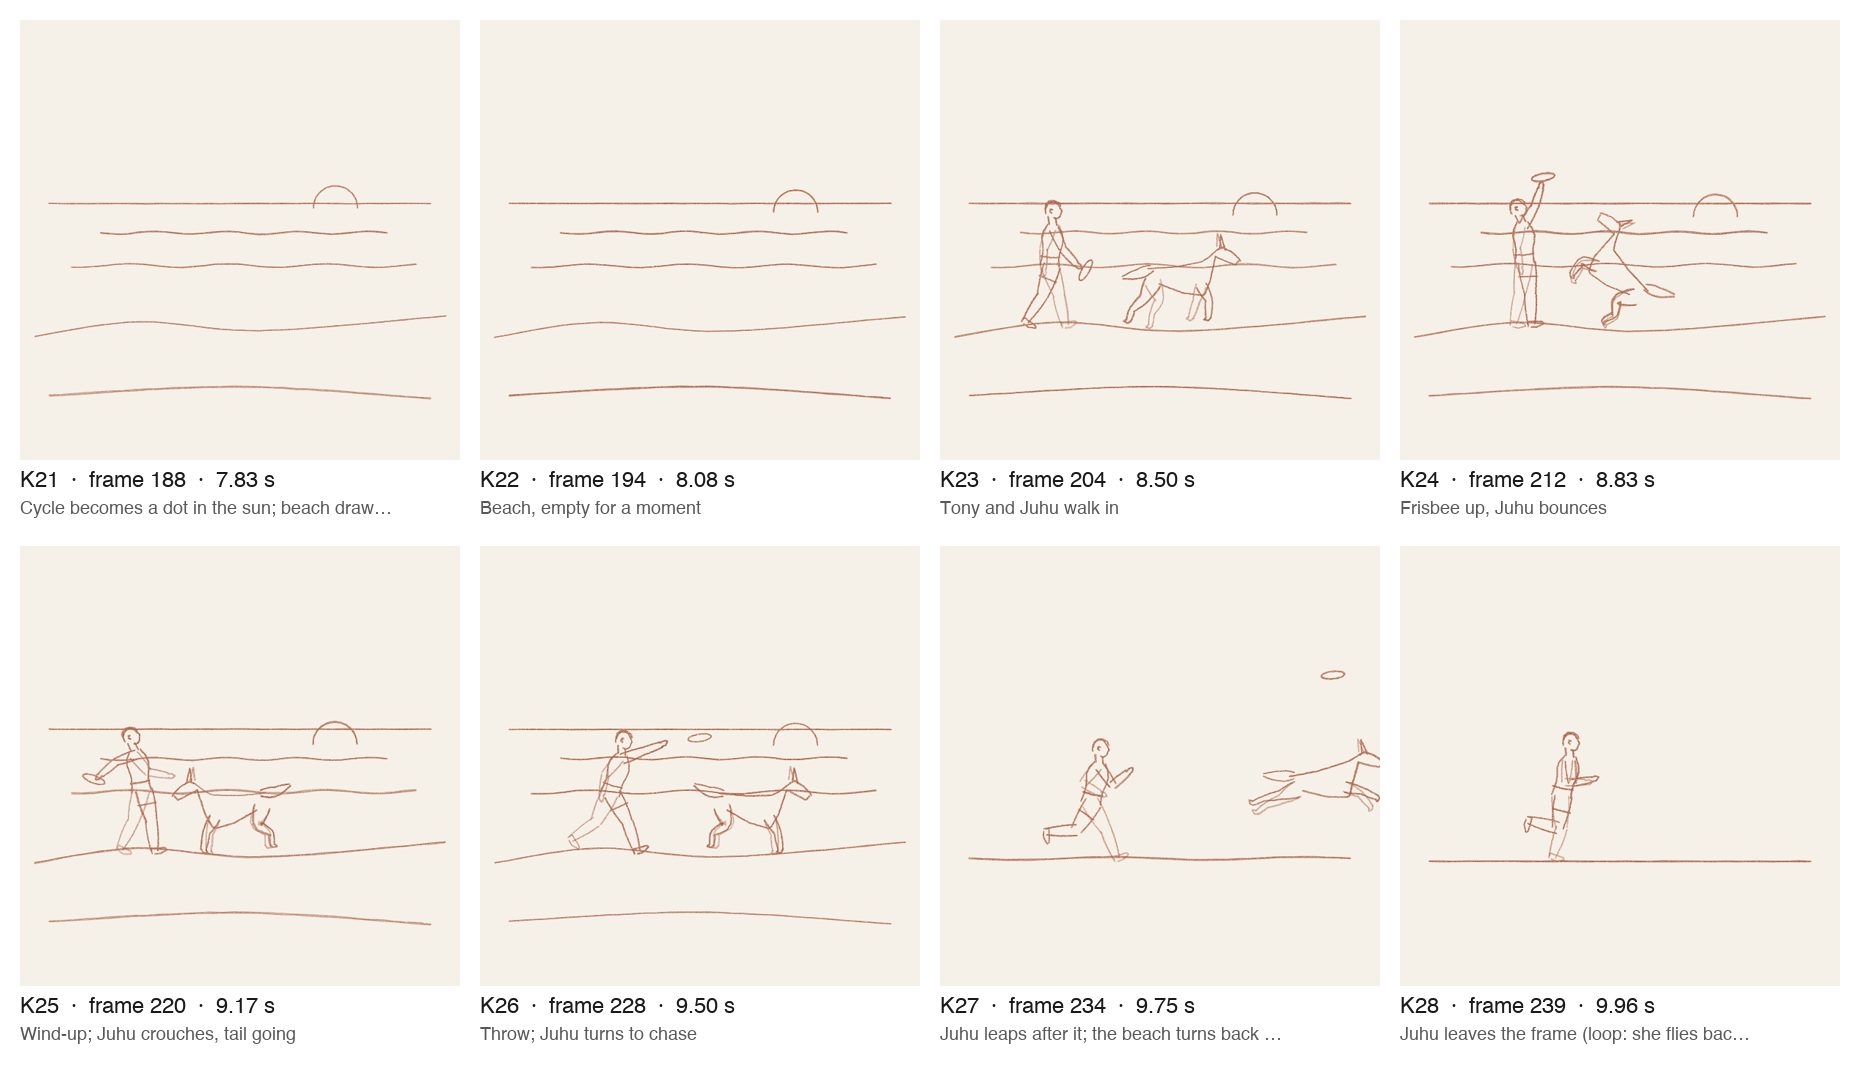 K21 · frame 188 · 7.83 s
Cycle becomes a dot in the sun; beach draw…
K22 · frame 194 · 8.08 s
Beach, empty for a moment
K23 · frame 204 · 8.50 s
Tony and Juhu walk in
K24 · frame 212 · 8.83 s
Frisbee up, Juhu bounces
K25 · frame 220 · 9.17 s
Wind-up; Juhu crouches, tail going
K26 · frame 228 · 9.50 s
Throw; Juhu turns to chase
K27 · frame 234 · 9.75 s
Juhu leaps after it; the beach turns back …
K28 · frame 239 · 9.96 s
Juhu leaves the frame (loop: she flies bac…